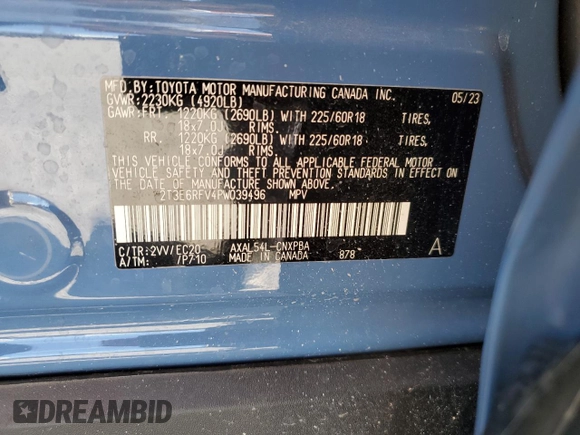 MFD.BY:TOYOTA MOTOR MANUFACTURING CANADA INC. 05/23
GVWR:2230KG (4920LB)
GAWR:FRT. 1220KG (2690LB) WITH 225/60R18 TIRES,
18x7.0J RIMS.
RR. 1220KG (2690LB) WITH 225/60R18 TIRES,
18x7.0J RIMS.
THIS VEHICLE CONFORMS TO ALL APPLICABLE FEDERAL MOTOR
VEHICLE SAFETY AND THEFT PREVENTION STANDARDS
IN EFFECT ON THE DATE OF MANUFACTURE SHOWN ABOVE.
2T3E6RFV4PW039496 MPV
C/TR:2VV/EC20 AXAL54L-CNXPBA A
A/TM: /P710 MADE IN CANADA 878
DREAMBID